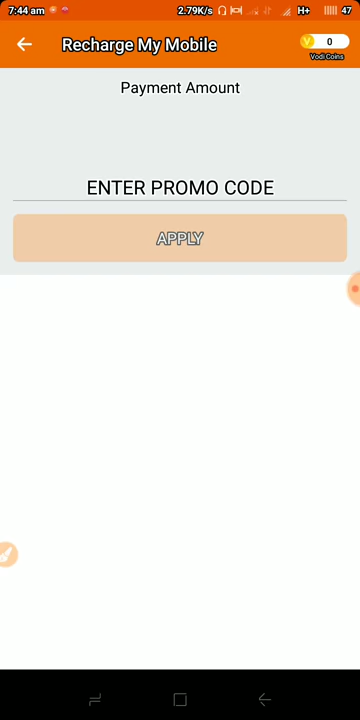 7:44 am 2.79K/s H+ 47
Recharge My Mobile
V 0
Vodi Coins
Payment Amount
ENTER PROMO CODE
APPLY